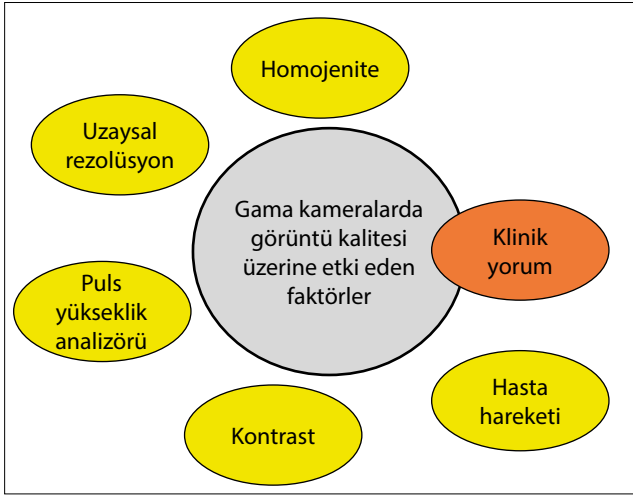 Homojenite
Uzaysal
rezolüsyon
Gama kameralarda
görüntü kalitesi
üzerine etki eden
faktörler
Klinik
yorum
Puls
yükseklik
analizörü
Hasta
hareketi
Kontrast